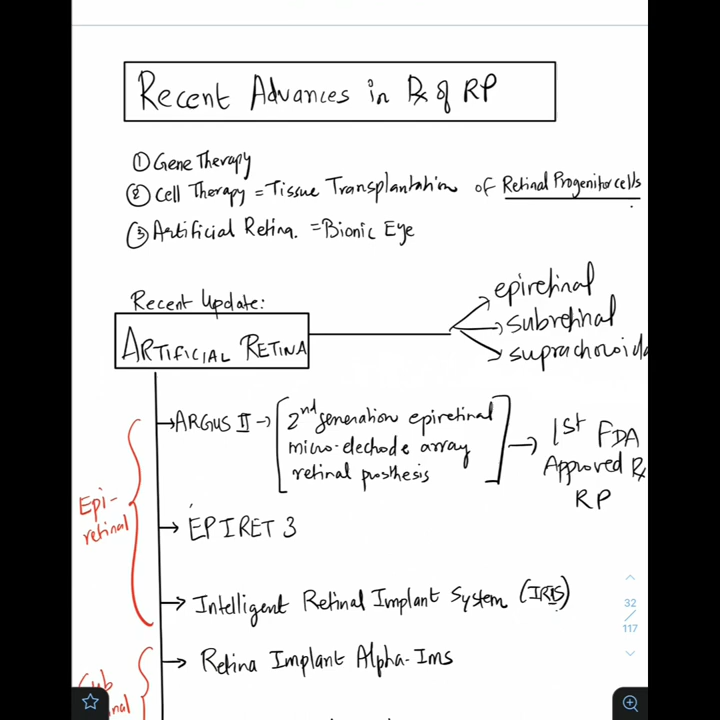 Recent Advances in Rx of RP
① Gene Therapy
② Cell Therapy = Tissue Transplantation of Retinal Progenitor cells
③ Artificial Retina. = Bionic Eye
Recent Update:
ARTIFICIAL RETINA
epiretinal
subretinal
suprachoroida
ARGUS II → 2nd generation epiretinal
micro-electrode array
retinal prosthesis
1st FDA
Approved Rx
RP
Epi-
retinal
EPIRET 3
Intelligent Retinal Implant System (IRIS)
Retina Implant Alpha-Ims
Sub
32
/
117